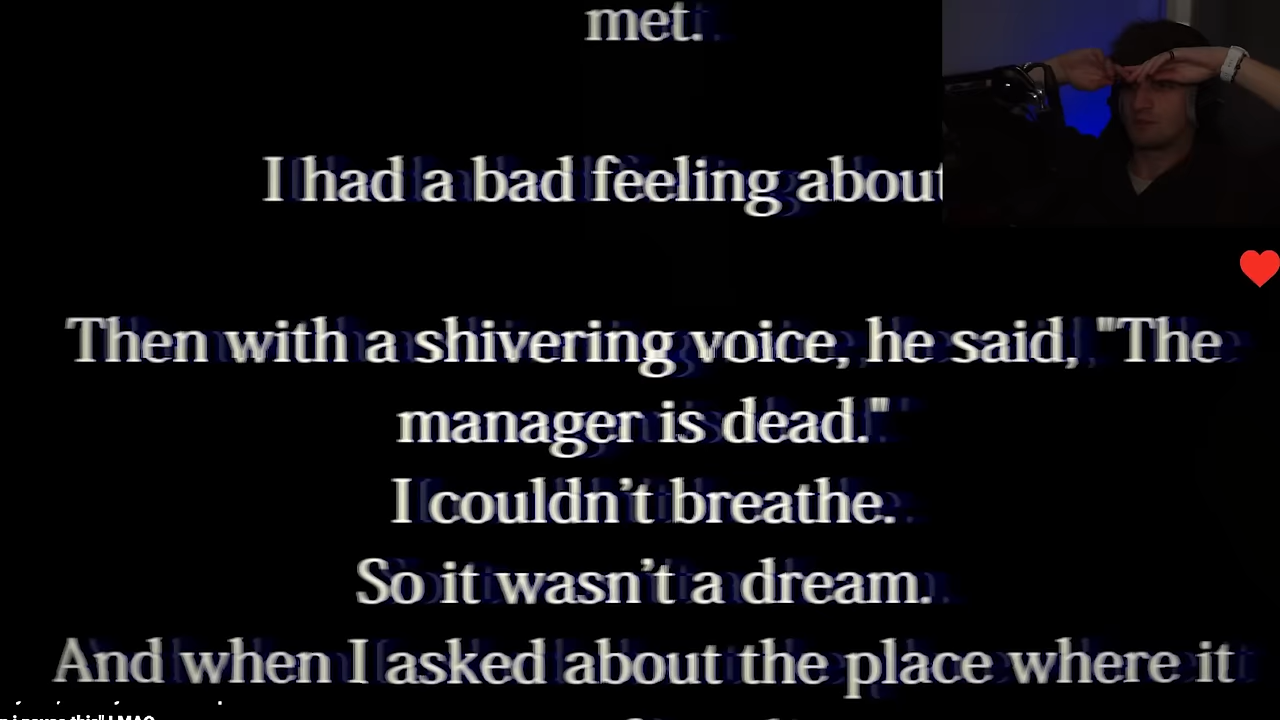 met.
I had a bad feeling about
Then with a shivering voice, he said, "The
manager is dead."
I couldn’t breathe.
So it wasn’t a dream.
And when I asked about the place where it